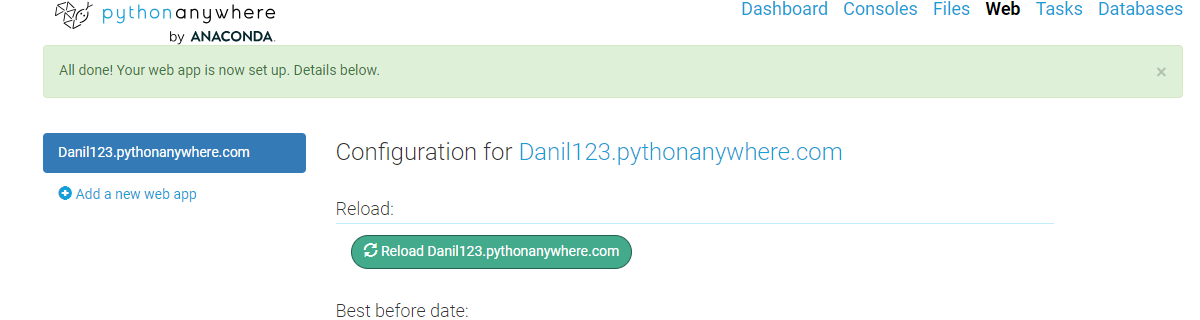 pythonanywhere
by ANACONDA.
Dashboard Consoles Files Web Tasks Databases
All done! Your web app is now set up. Details below.
×
Danil123.pythonanywhere.com
Add a new web app
Configuration for Danil123.pythonanywhere.com
Reload:
Reload Danil123.pythonanywhere.com
Best before date: